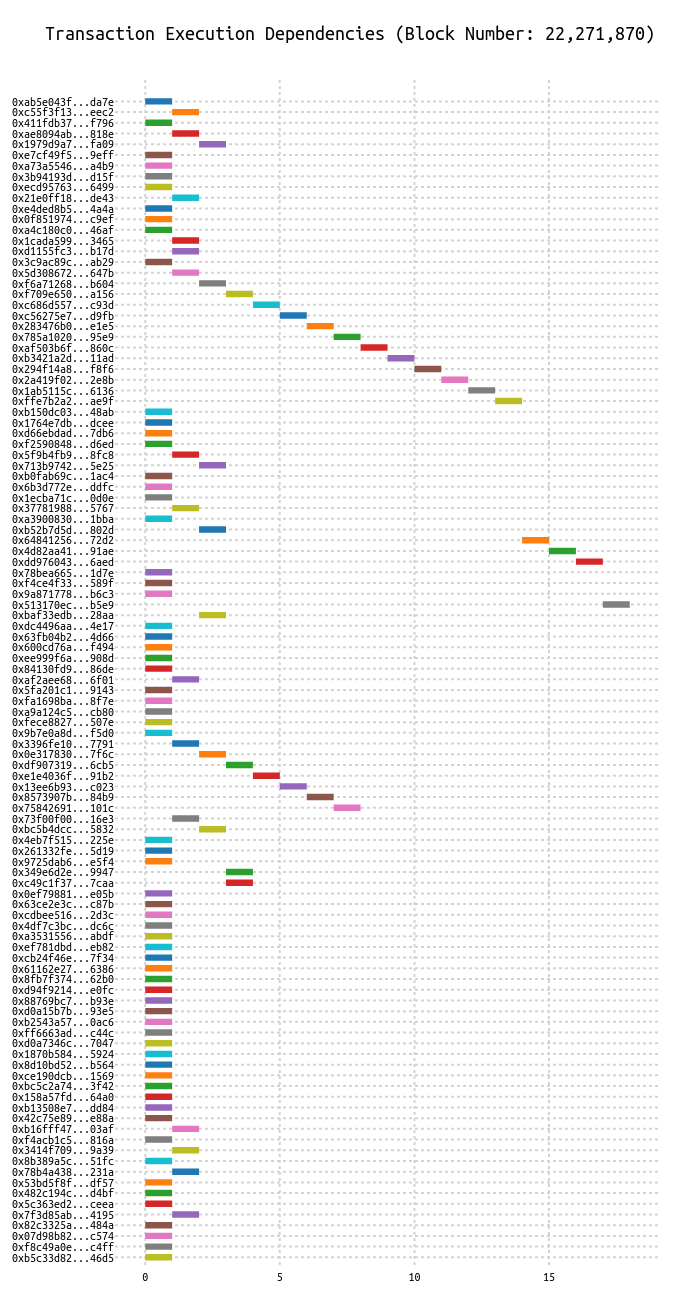 Transaction Execution Dependencies (Block Number: 22,271,870)
0xab5e043f...da7e
0xc55f3f13...eec2
0x411fdb37...f796
0xae8094ab...818e
0x1979d9a7...fa09
0xe7cf49f5...9eff
0xa73a5546...a4b9
0x3b94193d...d15f
0xecd95763...6499
0x21e0ff18...de43
0xe4ded8b5...4a4a
0x0f851974...c9ef
0xa4c180c0...46af
0x1cada599...3465
0xd1155fc3...b17d
0x3c9ac89c...ab29
0x5d308672...647b
0xf6a71268...b604
0xf709e650...a156
0xc686d557...c93d
0xc56275e7...d9fb
0x283476b0...e1e5
0x785a1020...95e9
0xaf503b6f...860c
0xb3421a2d...11ad
0x294f14a8...f8f6
0x2a419f02...2e8b
0x1ab5115c...6136
0xffe7b2a2...ae9f
0xb150dc03...48ab
0x1764e7db...dcee
0xd66ebdad...7db6
0xf2590848...d6ed
0x5f9b4fb9...8fc8
0x713b9742...5e25
0xb0fab69c...1ac4
0x6b3d772e...ddfc
0x1ecba71c...0d0e
0x37781988...5767
0xa3900830...1bba
0xb52b7d5d...802d
0x64841256...72d2
0x4d82aa41...91ae
0xdd976043...6aed
0x78bea665...1d7e
0xf4ce4f33...589f
0x9a871778...b6c3
0x513170ec...b5e9
0xbaf33edb...28aa
0xdc4496aa...4e17
0x63fb04b2...4d66
0x600cd76a...f494
0xee999f6a...908d
0x84130fd9...86de
0xaf2aee68...6f01
0x5fa201c1...9143
0xfa1698ba...8f7e
0xa9a124c5...cb80
0xfece8827...507e
0x9b7e0a8d...f5d0
0x3396fe10...7791
0x0e317830...7f6c
0xdf907319...6cb5
0xe1e4036f...91b2
0x13ee6b93...c023
0x8573907b...84b9
0x75842691...101c
0x73f00f00...16e3
0xbc5b4dcc...5832
0x4eb7f515...225e
0x261332fe...5d19
0x9725dab6...e5f4
0x349e6d2e...9947
0xc49c1f37...7caa
0x0ef79881...e05b
0x63ce2e3c...c87b
0xcdbee516...2d3c
0x4df7c3bc...dc6c
0xa3531556...abdf
0xef781dbd...eb82
0xcb24f46e...7f34
0x61162e27...6386
0x8fb7f374...62b0
0xd94f9214...e0fc
0x88769bc7...b93e
0xd0a15b7b...93e5
0xb2543a57...0ac6
0xff6663ad...c44c
0xd0a7346c...7047
0x1870b584...5924
0x8d10bd52...b564
0xce190dcb...1569
0xbc5c2a74...3f42
0x158a57fd...64a0
0xb13508e7...dd84
0x42c75e89...e88a
0xb16fff47...03af
0xf4acb1c5...816a
0x3414f709...9a39
0x8b389a5c...51fc
0x78b4a438...231a
0x53bd5f8f...df57
0x482c194c...d4bf
0x5c363ed2...ceea
0x7f3d85ab...4195
0x82c3325a...484a
0x07d98b82...c574
0xf8c49a0e...c4ff
0xb5c33d82...46d5
0 5 10 15